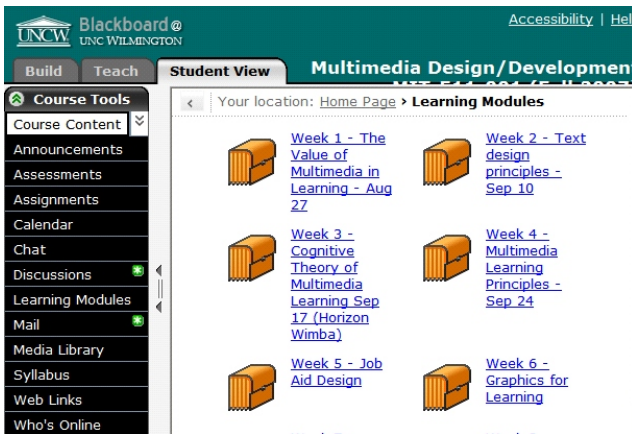 UNCW
Blackboard @
UNC WILMINGTON
Accessibility | Hel
Build
Teach
Student View
Multimedia Design/Developmen
Course Tools
Course Content
Announcements
Assessments
Assignments
Calendar
Chat
Discussions
Learning Modules
Mail
Media Library
Syllabus
Web Links
Who's Online
Your location: Home Page › Learning Modules
Week 1 - The
Value of
Multimedia in
Learning - Aug
27
Week 2 - Text
design
principles -
Sep 10
Week 3 -
Cognitive
Theory of
Multimedia
Learning Sep
17 (Horizon
Wimba)
Week 4 -
Multimedia
Learning
Principles -
Sep 24
Week 5 - Job
Aid Design
Week 6 -
Graphics for
Learning